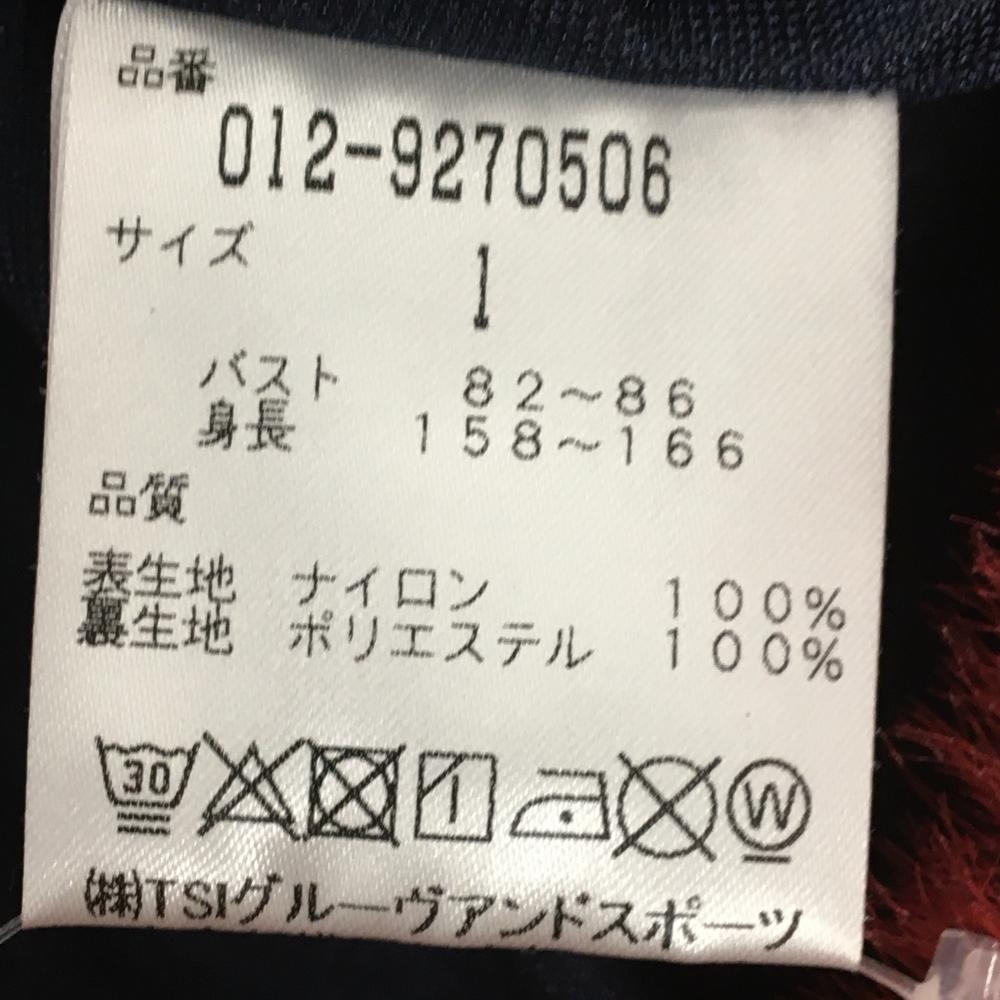 品番
012-9270506
サイズ
1
バスト 82~86
身長 158~166
品質
表生地 ナイロン 100%
裏生地 ポリエステル 100%
30
W
(株)TSIグルーヴアンドスポーツ